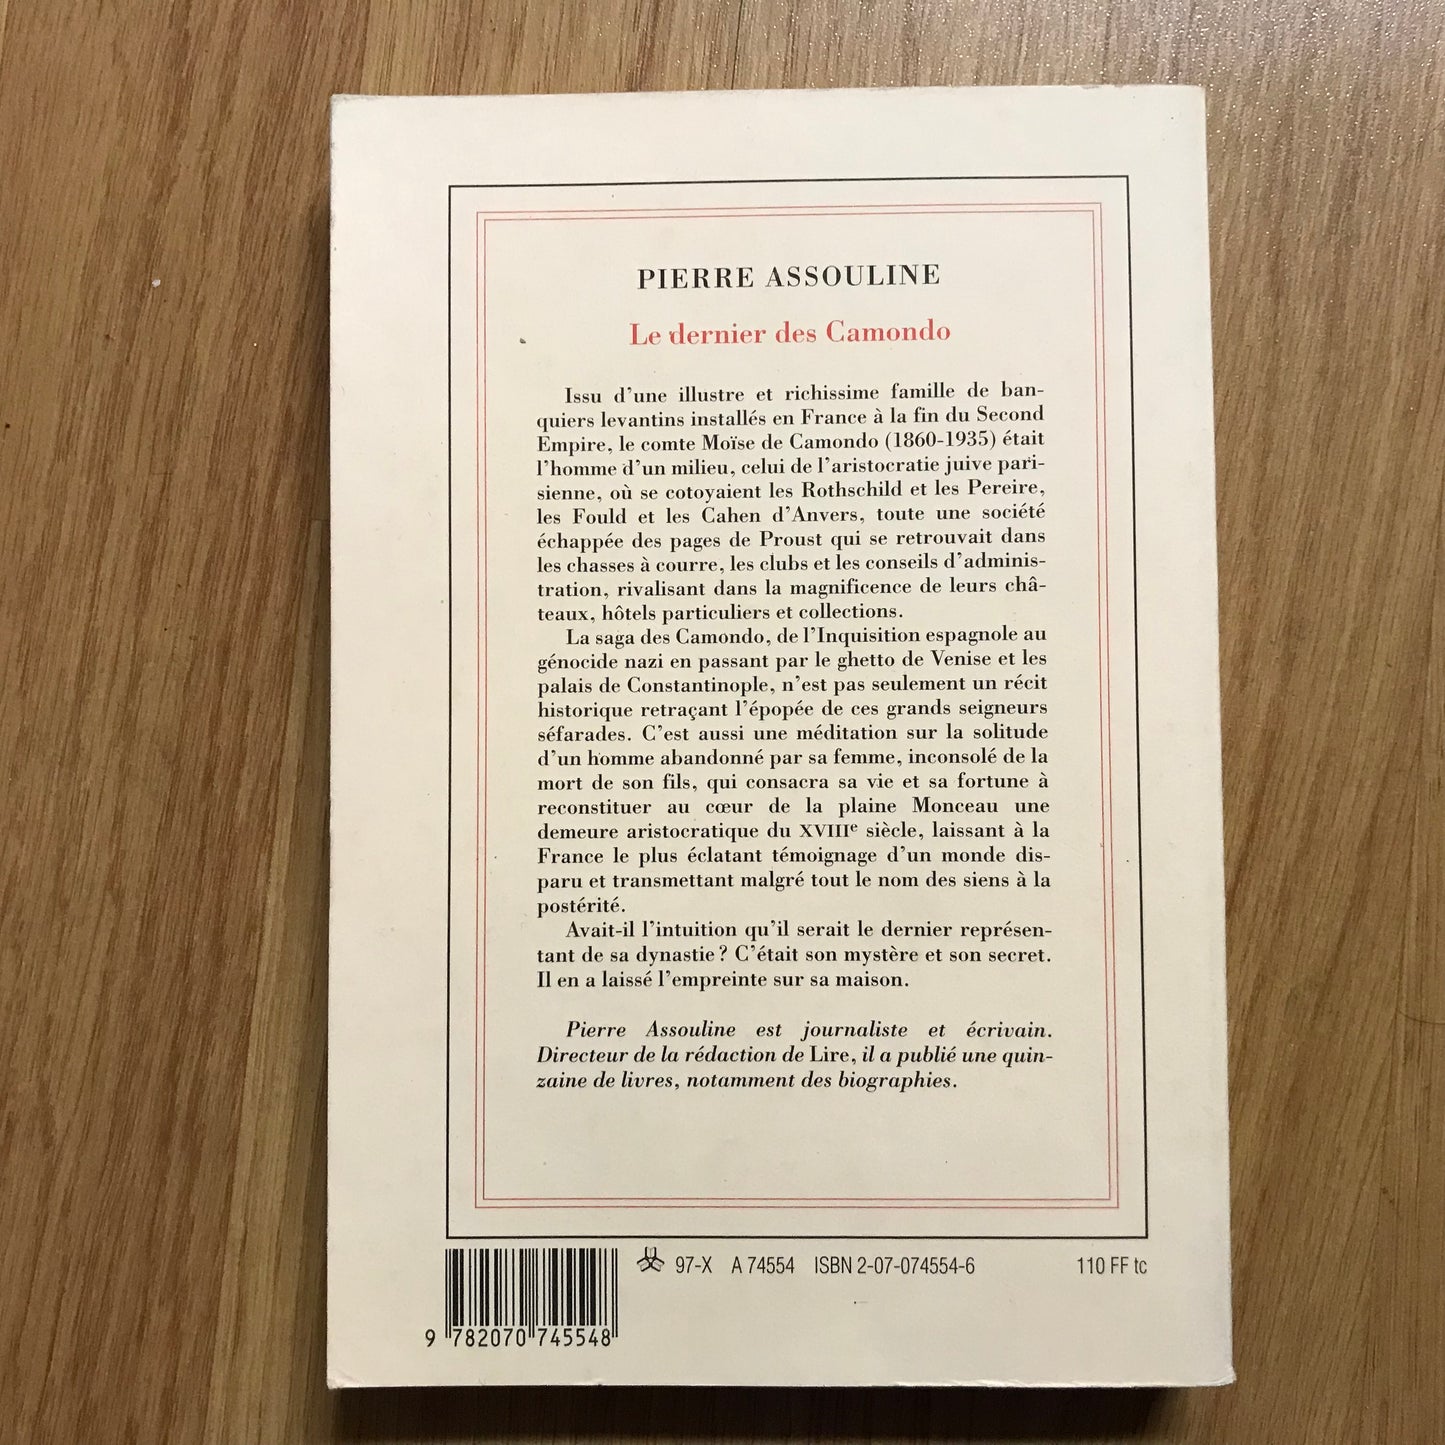 PIERRE ASSOULINE
Le dernier des Camondo
Issu d'une illustre et richissime famille de ban-
quiers levantins installés en France à la fin du Second
Empire, le comte Moïse de Camondo (1860-1935) était
l'homme d'un milieu, celui de l'aristocratie juive pari-
sienne, où se cotoyaient les Rothschild et les Pereire,
les Fould et les Cahen d'Anvers, toute une société
échappée des pages de Proust qui se retrouvait dans
les chasses à courre, les clubs et les conseils d'adminis-
tration, rivalisant dans la magnificence de leurs châ-
teaux, hôtels particuliers et collections.
La saga des Camondo, de l'Inquisition espagnole au
génocide nazi en passant par le ghetto de Venise et les
palais de Constantinople, n'est pas seulement un récit
historique retraçant l'épopée de ces grands seigneurs
séfarades. C'est aussi une méditation sur la solitude
d'un homme abandonné par sa femme, inconsolé de la
mort de son fils, qui consacra sa vie et sa fortune à
reconstituer au cœur de la plaine Monceau une
demeure aristocratique du XVIIIe siècle, laissant à la
France le plus éclatant témoignage d'un monde dis-
paru et transmettant malgré tout le nom des siens à la
postérité.
Avait-il l'intuition qu'il serait le dernier représen-
tant de sa dynastie ? C'était son mystère et son secret.
Il en a laissé l'empreinte sur sa maison.
Pierre Assouline est journaliste et écrivain.
Directeur de la rédaction de Lire, il a publié une quin-
zaine de livres, notamment des biographies.
97-X A 74554 ISBN 2-07-074554-6 110 FF tc
9 782070 745548